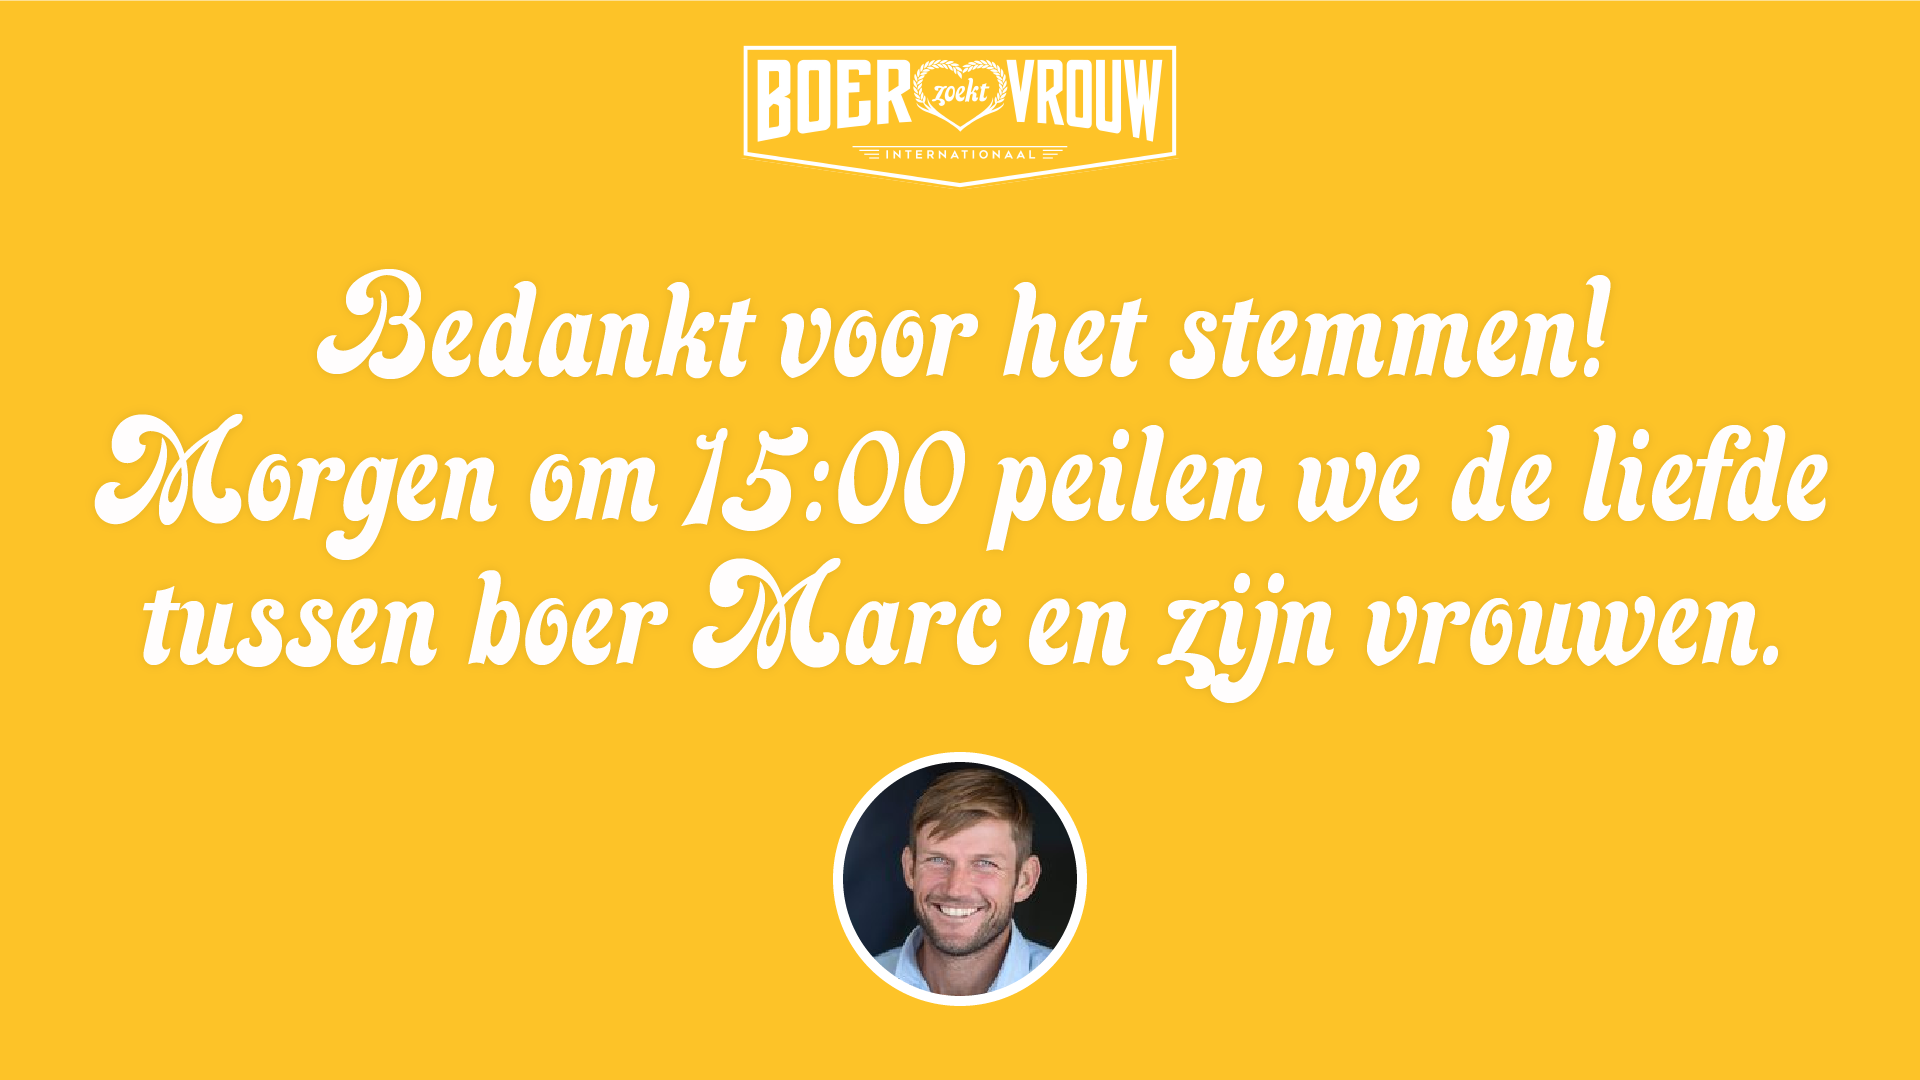 BOER zoekt VROUW
INTERNATIONAAL
Bedankt voor het stemmen!
Morgen om 15:00 peilen we de liefde
tussen boer Marc en zijn vrouwen.